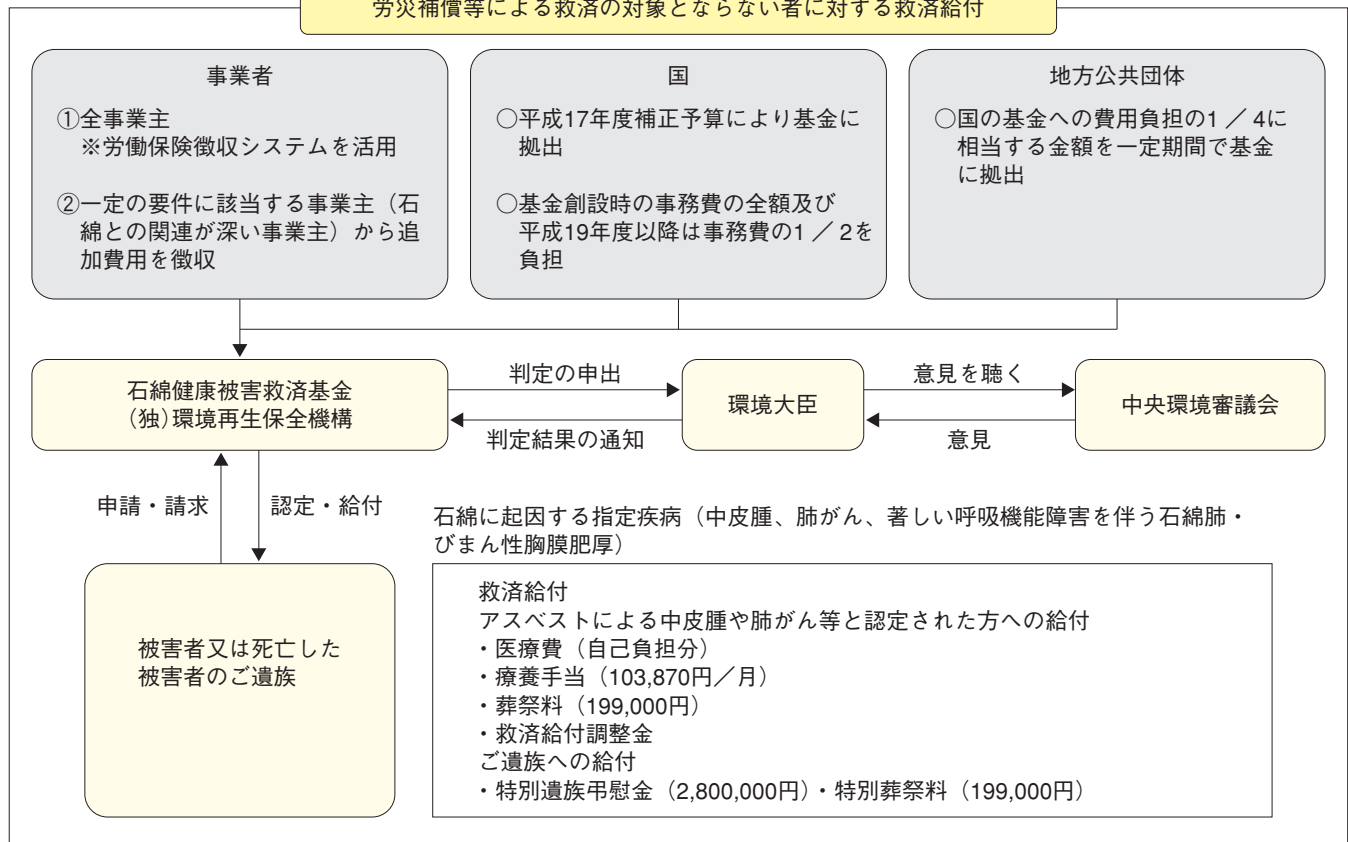 労災補償等による救済の対象とならない者に対する救済給付
事業者
①全事業主
※労働保険徴収システムを活用
②一定の要件に該当する事業主（石
綿との関連が深い事業主）から追
加費用を徴収
国
○平成17年度補正予算により基金に
拠出
○基金創設時の事務費の全額及び
平成19年度以降は事務費の1／2を
負担
地方公共団体
○国の基金への費用負担の1／4に
相当する金額を一定期間で基金
に拠出
石綿健康被害救済基金
（独）環境再生保全機構
判定の申出
判定結果の通知
環境大臣
意見を聴く
意見
中央環境審議会
申請・請求
認定・給付
石綿に起因する指定疾病（中皮腫、肺がん、著しい呼吸機能障害を伴う石綿肺・
びまん性胸膜肥厚）
被害者又は死亡した
被害者のご遺族
救済給付
アスベストによる中皮腫や肺がん等と認定された方への給付
・医療費（自己負担分）
・療養手当（103,870円／月）
・葬祭料（199,000円）
・救済給付調整金
ご遺族への給付
・特別遺族弔慰金（2,800,000円）・特別葬祭料（199,000円）